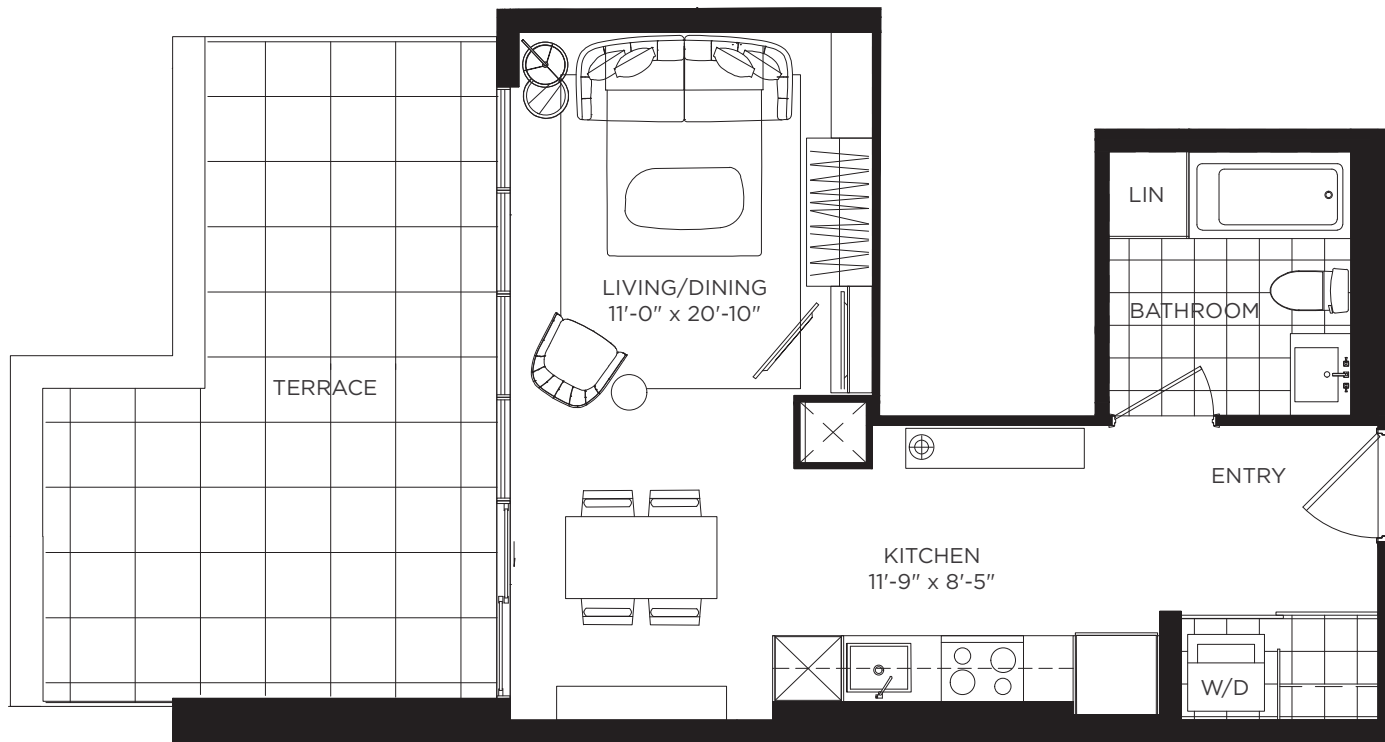 LIN
BATHROOM
LIVING/DINING
11'-0" x 20'-10"
TERRACE
ENTRY
KITCHEN
11'-9" x 8'-5"
W/D